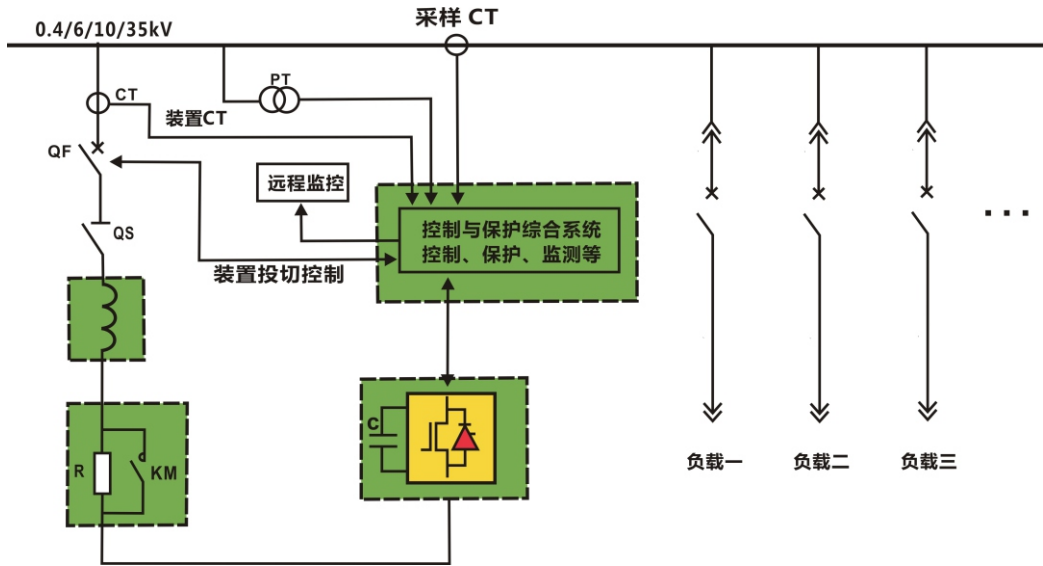 采样 CT
0.4/6/10/35kV
PT
CT
装置CT
QF
远程监控
控制与保护综合系统
控制、保护、监测等
QS
装置投切控制
C
R
KM
负载一
负载二
负载三
...